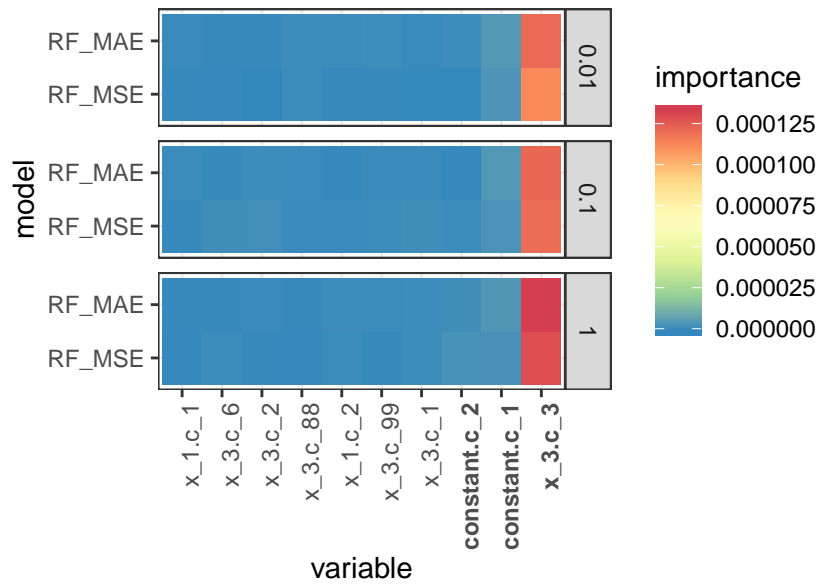 RF_MAE
RF_MSE
0.01
RF_MAE
RF_MSE
0.1
RF_MAE
RF_MSE
1
model
x_1.c_1
x_3.c_6
x_3.c_2
x_3.c_88
x_1.c_2
x_3.c_99
x_3.c_1
constant.c_2
constant.c_1
x_3.c_3
variable
importance
0.000125
0.000100
0.000075
0.000050
0.000025
0.000000